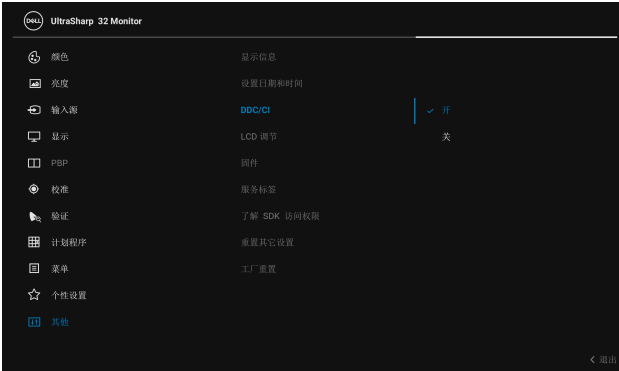 DELL UltraSharp 32 Monitor
颜色
亮度
输入源
显示
PBP
校准
验证
计划程序
菜单
个性设置
其他
显示信息
设置日期和时间
DDC/CI
LCD 调节
固件
服务标签
了解 SDK 访问权限
重置其它设置
工厂重置
开
关
退出